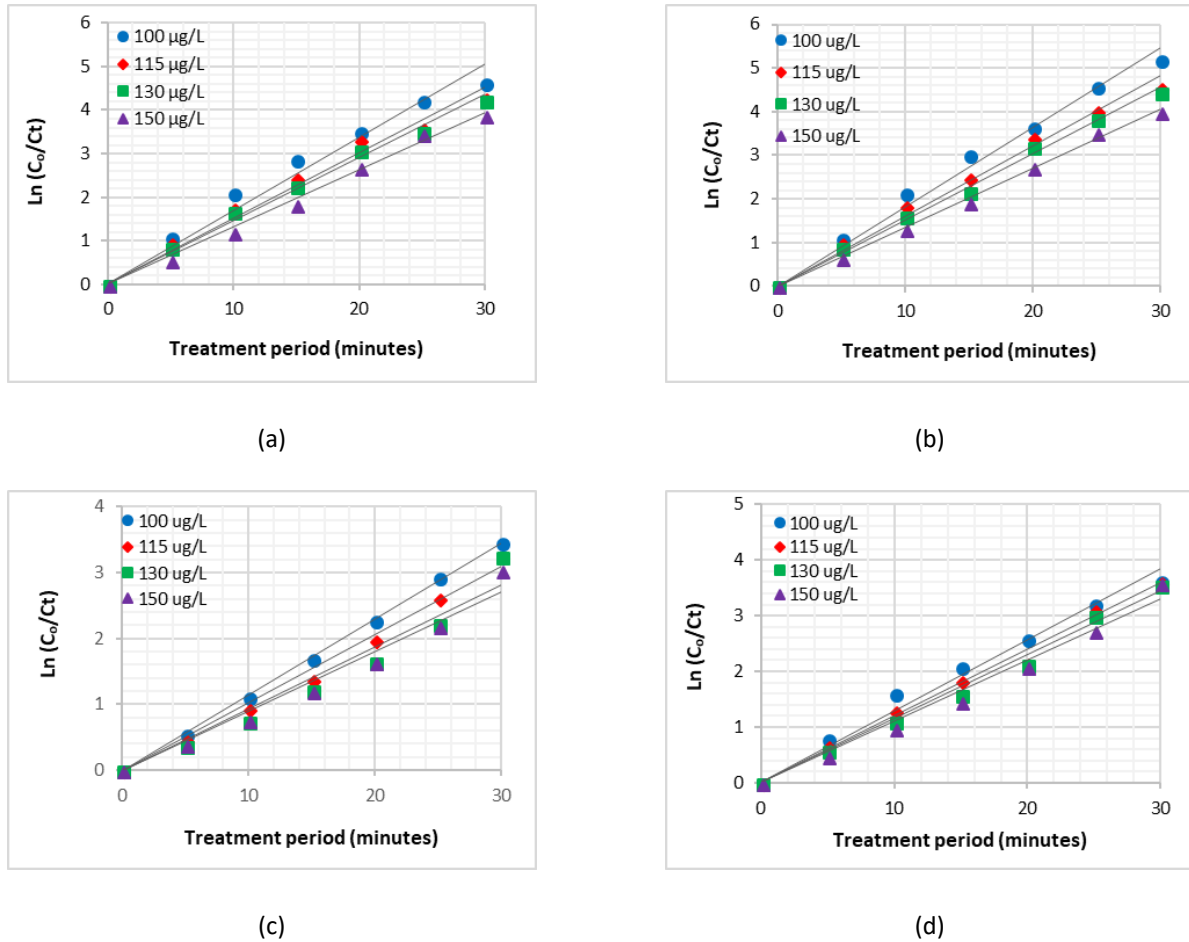 6
5
4
3
2
1
0
100 µg/L
115 µg/L
130 µg/L
150 µg/L
Ln (Cₒ/Ct)
0 10 20 30
Treatment period (minutes)
(a)
6
5
4
3
2
1
0
100 ug/L
115 ug/L
130 ug/L
150 ug/L
Ln (Cₒ/Ct)
0 10 20 30
Treatment period (minutes)
(b)
4
3
2
1
0
100 ug/L
115 ug/L
130 ug/L
150 ug/L
Ln (Cₒ/Ct)
0 10 20 30
Treatment period (minutes)
(c)
5
4
3
2
1
0
100 ug/L
115 ug/L
130 ug/L
150 ug/L
Ln (Cₒ/Ct)
0 10 20 30
Treatment period (minutes)
(d)